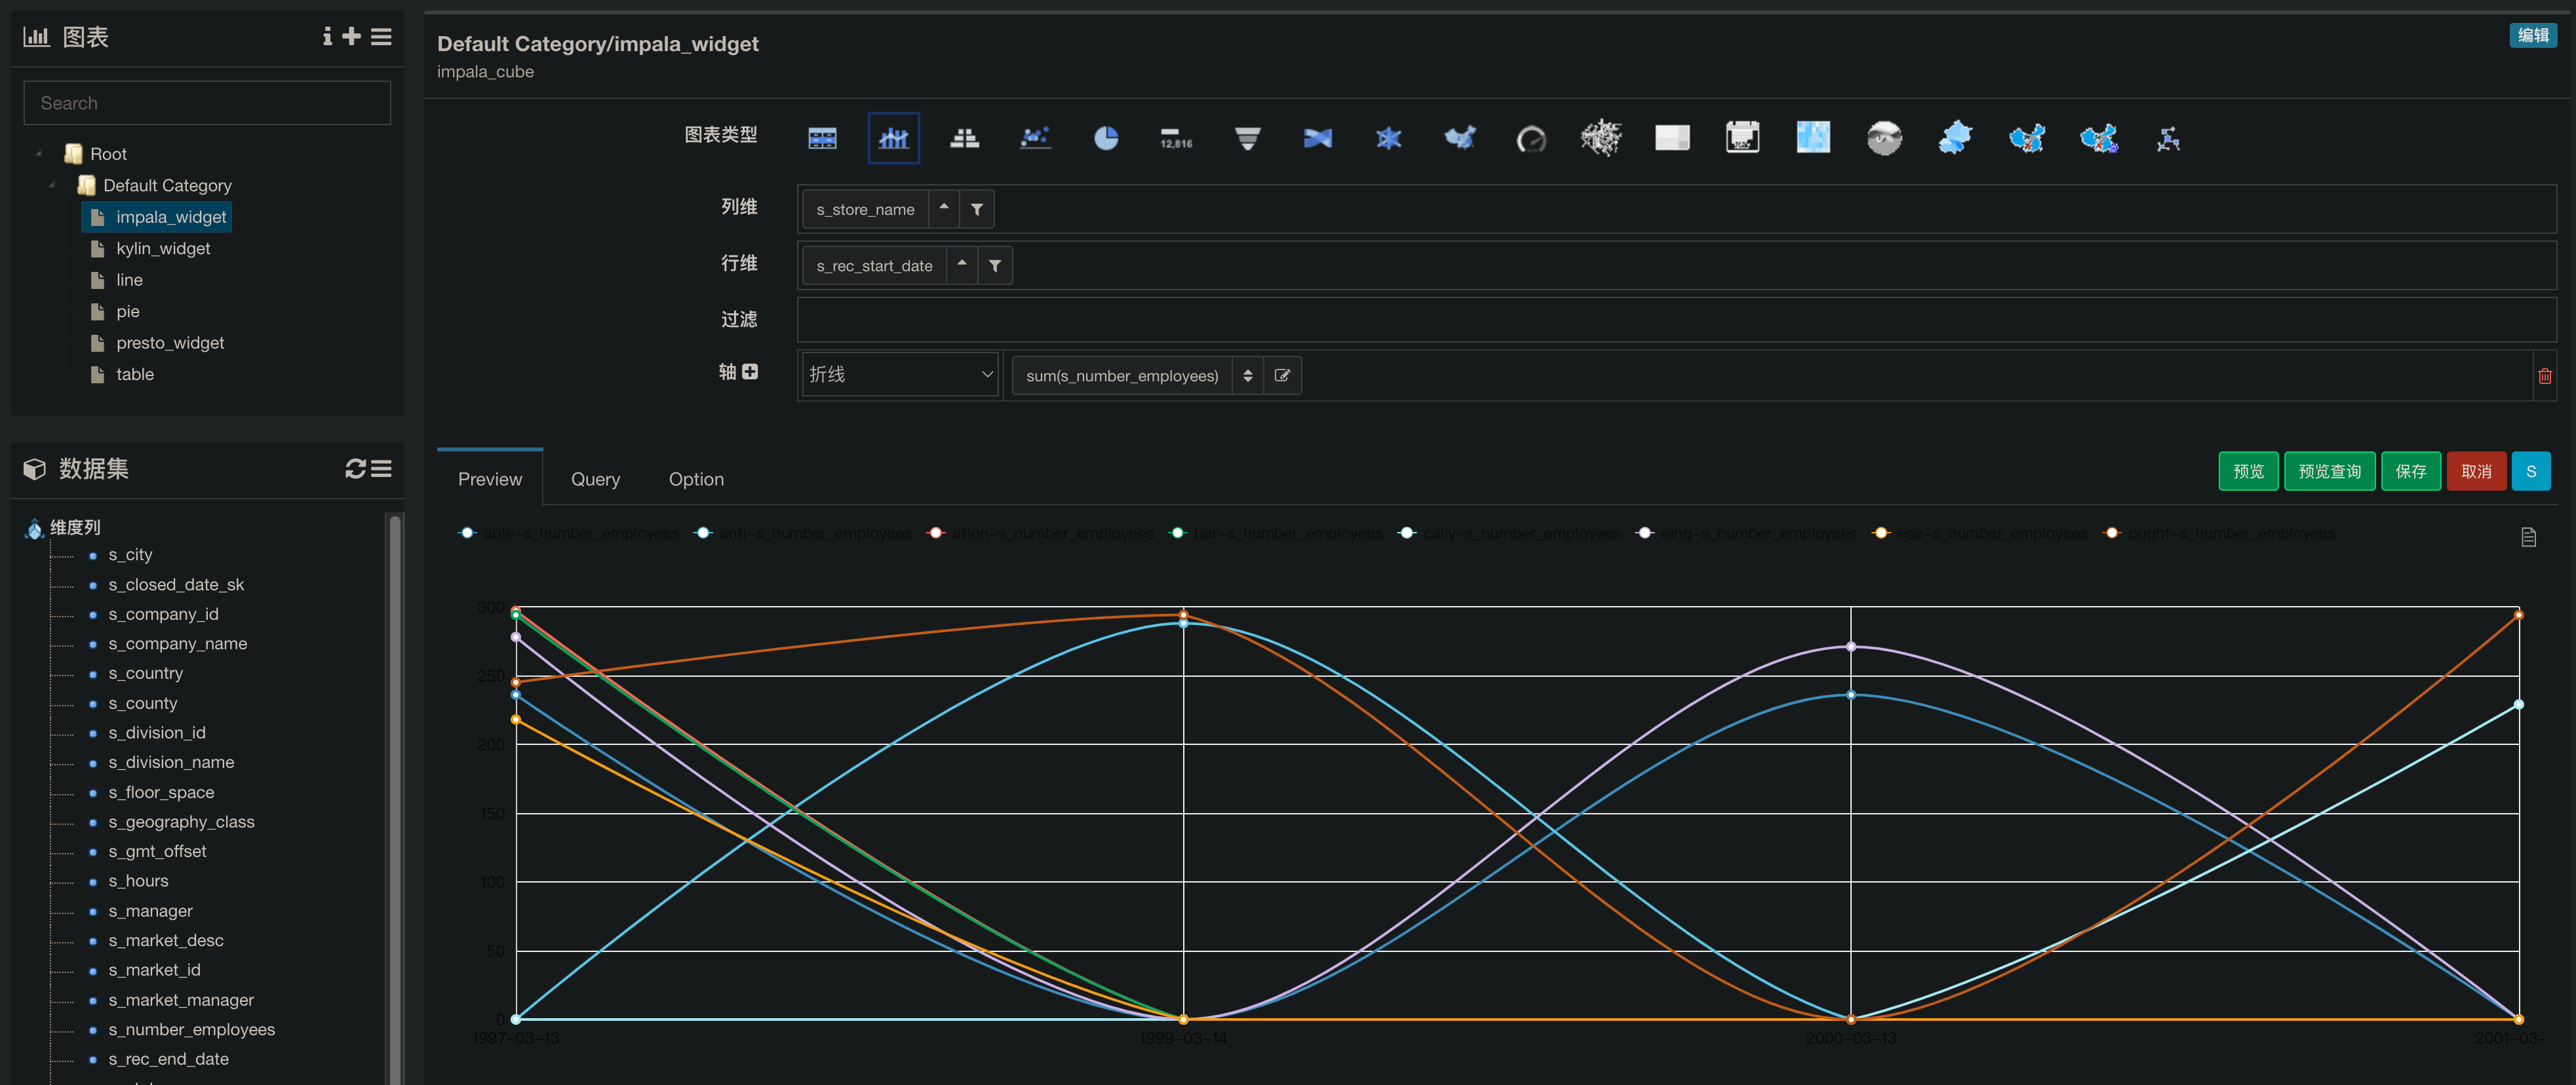 图表
Search
Root
Default Category
impala_widget
kylin_widget
line
pie
presto_widget
table
数据集
维度列
s_city
s_closed_date_sk
s_company_id
s_company_name
s_country
s_county
s_division_id
s_division_name
s_floor_space
s_geography_class
s_gmt_offset
s_hours
s_manager
s_market_desc
s_market_id
s_market_manager
s_number_employees
s_rec_end_date
Default Category/impala_widget
编辑
impala_cube
图表类型
12,816
列维 s_store_name
行维 s_rec_start_date
过滤
轴 折线 sum(s_number_employees)
Preview Query Option 预览 预览查询 保存 取消 S
able-s_number_employees anti-s_number_employees ation-s_number_employees bar-s_number_employees cally-s_number_employees eing-s_number_employees ese-s_number_employees ought-s_number_employees
300
250
200
150
100
50
0
1997-03-13 1999-03-14 2000-03-13 2001-03-